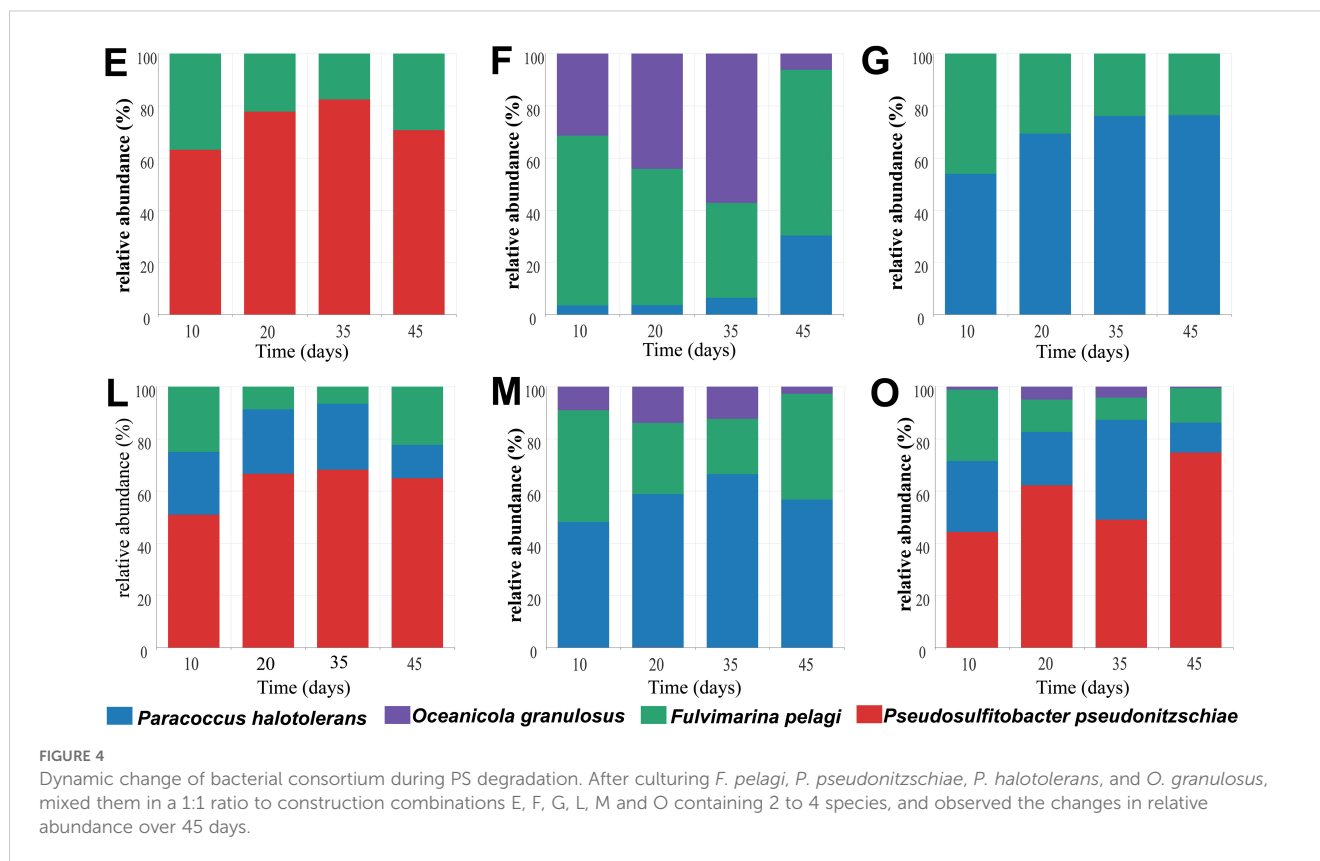 E
F
G
relative abundance (%)
100
80
60
40
20
0
10 20 35 45
Time (days)
relative abundance (%)
100
80
60
40
20
0
10 20 35 45
Time (days)
relative abundance (%)
100
80
60
40
20
0
10 20 35 45
Time (days)
L
M
O
relative abundance (%)
100
80
60
40
20
0
10 20 35 45
Time (days)
relative abundance (%)
100
80
60
40
20
0
10 20 35 45
Time (days)
relative abundance (%)
100
80
60
40
20
0
10 20 35 45
Time (days)
Paracoccus halotolerans Oceanicola granulosus Fulvimarina pelagi Pseudosulfitobacter pseudonitzschiae
FIGURE 4
Dynamic change of bacterial consortium during PS degradation. After culturing F. pelagi, P. pseudonitzschiae, P. halotolerans, and O. granulosus,
mixed them in a 1:1 ratio to construction combinations E, F, G, L, M and O containing 2 to 4 species, and observed the changes in relative
abundance over 45 days.